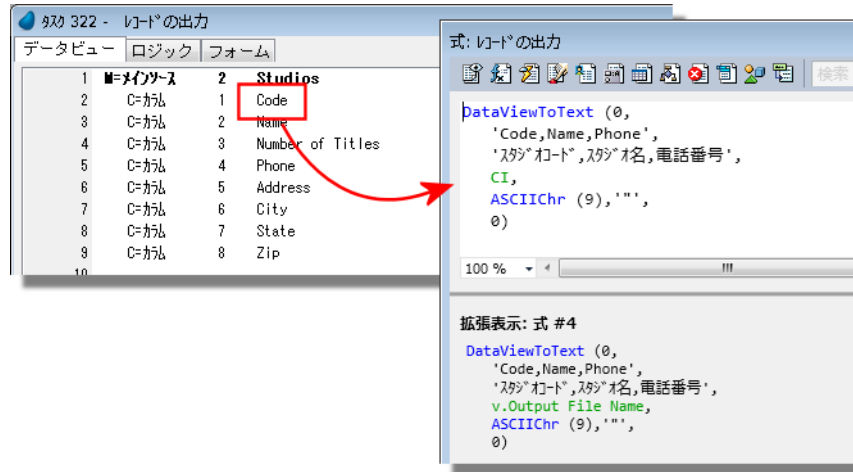 ﾀｽｸ 322 - ﾚｺｰﾄﾞの出力
データビュー ロジック フォーム
1 M=ﾒｲﾝｿｰｽ 2 Studios
2 C=ｶﾗﾑ 1 Code
3 C=ｶﾗﾑ 2 Name
4 C=ｶﾗﾑ 3 Number of Titles
5 C=ｶﾗﾑ 4 Phone
6 C=ｶﾗﾑ 5 Address
7 C=ｶﾗﾑ 6 City
8 C=ｶﾗﾑ 7 State
9 C=ｶﾗﾑ 8 Zip
10
式: ﾚｺｰﾄﾞの出力
検索
DataViewToText (0,
'Code,Name,Phone',
'ｽﾀｼﾞｵｺｰﾄﾞ,ｽﾀｼﾞｵ名,電話番号',
CI,
ASCIIChr (9),'"',
0)
100 %
拡張表示: 式 #4
DataViewToText (0,
'Code,Name,Phone',
'ｽﾀｼﾞｵｺｰﾄﾞ,ｽﾀｼﾞｵ名,電話番号',
v.Output File Name,
ASCIIChr (9),'"',
0)